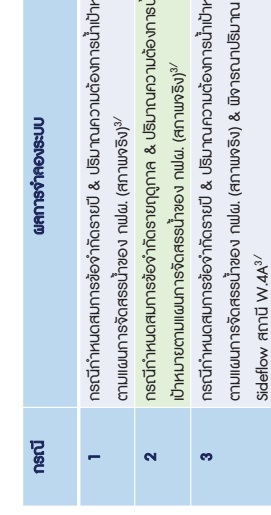 กรณี
ผลการจำลองระบบ
1
กรณีกำหนดสมการข้อจำกัดรายปี & ปริมาณความต้องการน้ำเป้าห
ตามแผนการจัดสรรน้ำของ กฟผ. (สภาพจริง)3/
2
กรณีกำหนดสมการข้อจำกัดรายฤดูกาล & ปริมาณความต้องการน้
เป้าหมายตามแผนการจัดสรรน้ำของ กฟผ. (สภาพจริง)3/
3
กรณีกำหนดสมการข้อจำกัดรายปี & ปริมาณความต้องการน้ำเป้าห
ตามแผนการจัดสรรน้ำของ กฟผ. (สภาพจริง) & พิจารณาปริมาณ
Sideflow สถานี W.4A3/